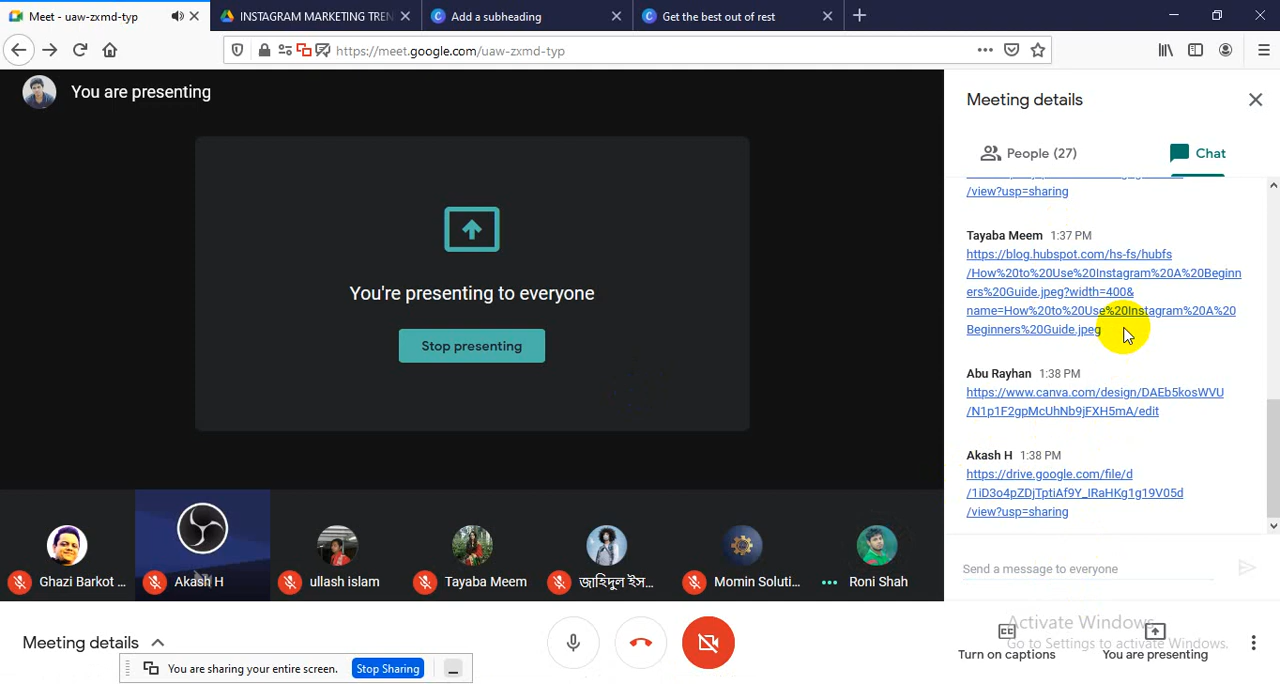 Meet - uaw-zxmd-typ
INSTAGRAM MARKETING TREN
Add a subheading
Get the best out of rest
https://meet.google.com/uaw-zxmd-typ
You are presenting
You're presenting to everyone
Stop presenting
Meeting details
People (27)
Chat
/view?usp=sharing
Tayaba Meem 1:37 PM
https://blog.hubspot.com/hs-fs/hubfs
/How%20to%20Use%20Instagram%20A%20Beginn
ers%20Guide.jpeg?width=400&
name=How%20to%20Use%20Instagram%20A%20
Beginners%20Guide.jpeg
Abu Rayhan 1:38 PM
https://www.canva.com/design/DAEb5kosWVU
/N1p1F2gpMcUhNb9jFXH5mA/edit
Akash H 1:38 PM
https://drive.google.com/file/d
/1iD3o4pZDjTptiAf9Y_IRaHKg1g19V05d
/view?usp=sharing
Send a message to everyone
Ghazi Barkot ...
Akash H
ullash islam
Tayaba Meem
জাহিদুল ইস...
Momin Soluti...
Roni Shah
Meeting details
You are sharing your entire screen.
Stop Sharing
Activate Windows
Go to Settings to activate Windows.
Turn on captions
You are presenting